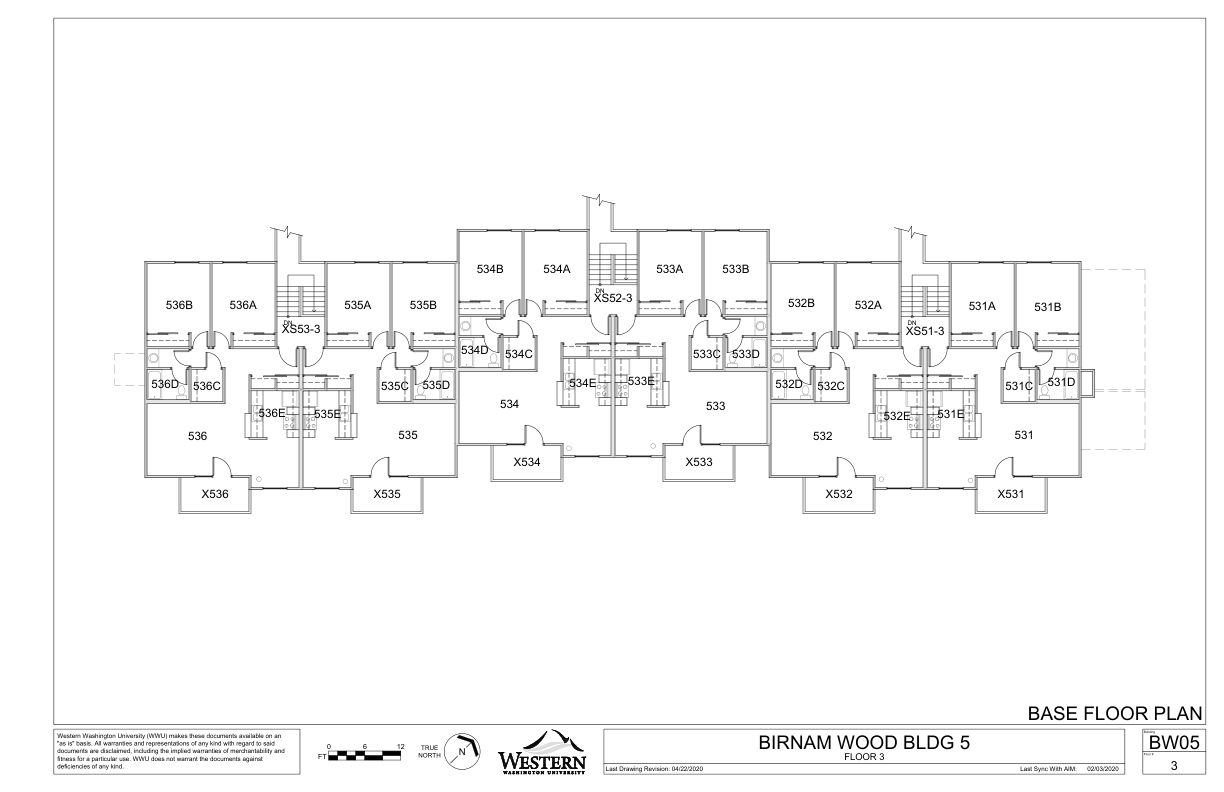 534B
534A
533A
533B
DN
XS52-3
536B
536A
535A
535B
532B
532A
531A
531B
DN
XS53-3
DN
XS51-3
534D
534C
533C
533D
536D
536C
535C
535D
532D
532C
531C
531D
534E
533E
536E
535E
532E
531E
534
533
536
535
532
531
X534
X533
X536
X535
X532
X531
BASE FLOOR PLAN
Western Washington University (WWU) makes these documents available on an
"as is" basis. All warranties and representations of any kind with regard to said
documents are disclaimed, including the implied warranties of merchantability and
fitness for a particular use. WWU does not warrant the documents against
deficiencies of any kind.
0 6 12
FT
TRUE
NORTH
N
WESTERN
WASHINGTON UNIVERSITY
BIRNAM WOOD BLDG 5
FLOOR 3
Last Drawing Revision: 04/22/2020
Last Sync With AIM: 02/03/2020
BW05
3